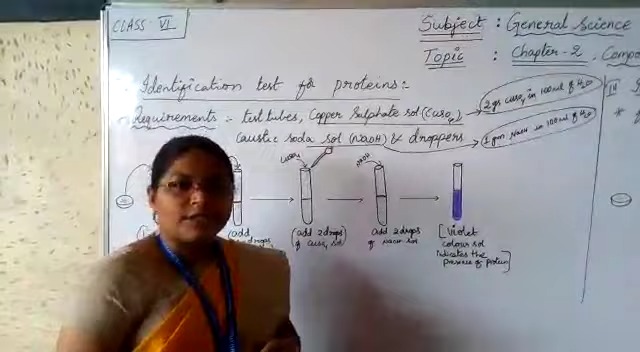 CLASS VI
Subject : General Science
Topic : Chapter-2, Compo
Identification test for proteins:-
Requirements :- test tubes, Copper Sulphate sol (CuSO4) → 2 gs CuSO4 in 100ml of H2O
Caustic soda sol (NaOH) & droppers → 1 gm NaOH in 100ml of H2O
CuSO4
NaOH
add
drops
(add 2 drops
of CuSO4 sol)
add 2 drops
of NaOH sol
[Violet
colour sol
indicates the
presence of protein]